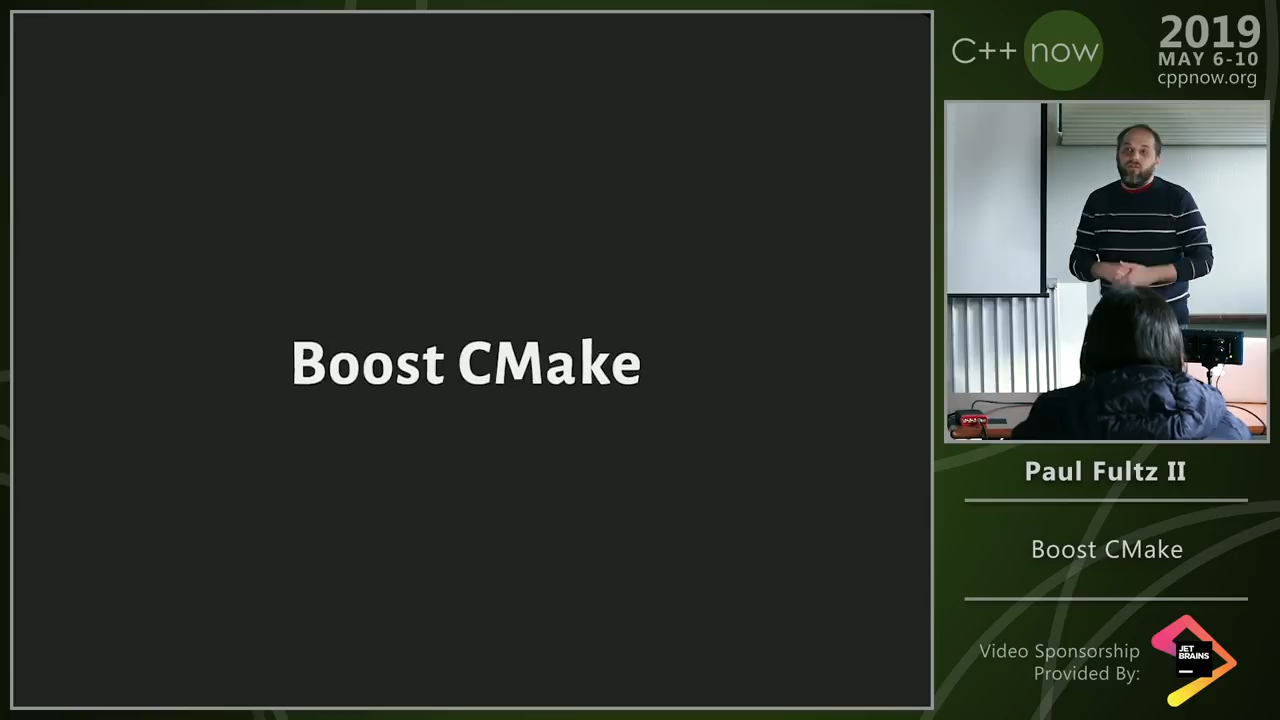 Boost CMake
C++ now
2019
MAY 6-10
cppnow.org
Paul Fultz II
Boost CMake
Video Sponsorship
Provided By:
JET
BRAINS